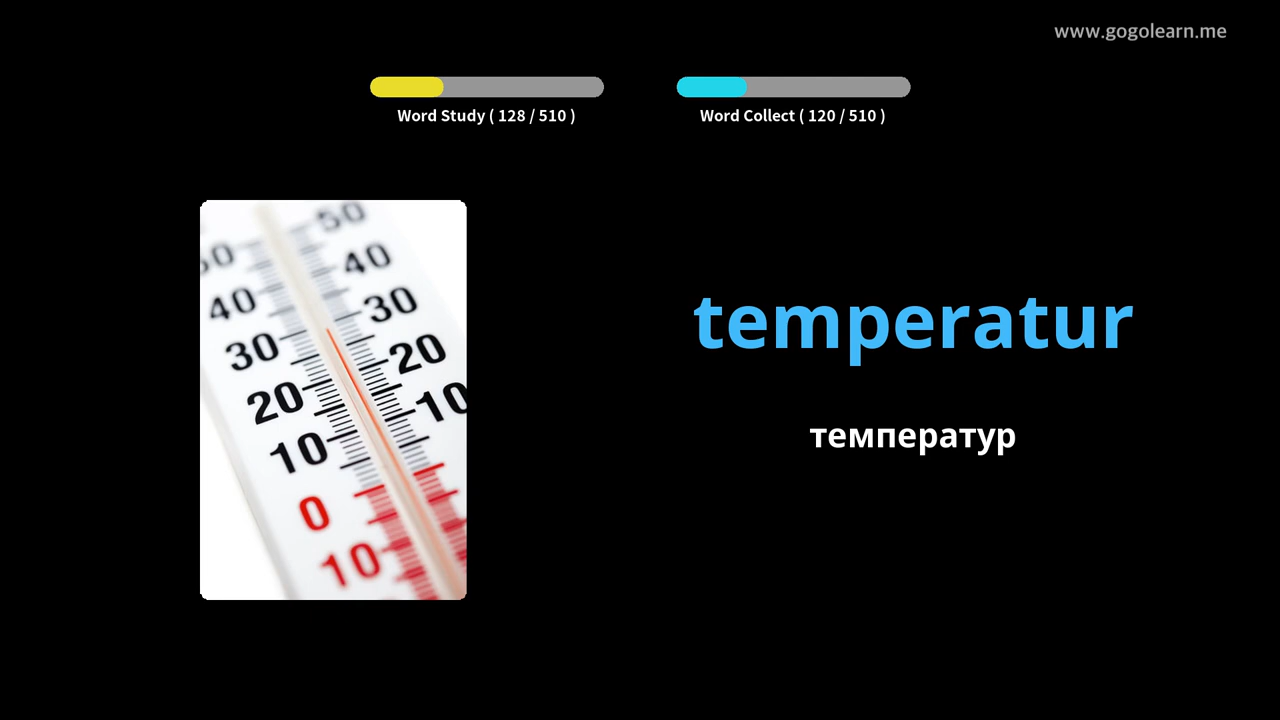 www.gogolearn.me
Word Study ( 128 / 510 )
Word Collect ( 120 / 510 )
50
40
40
30
30
20
20
10
10
0
10
temperatur
температур